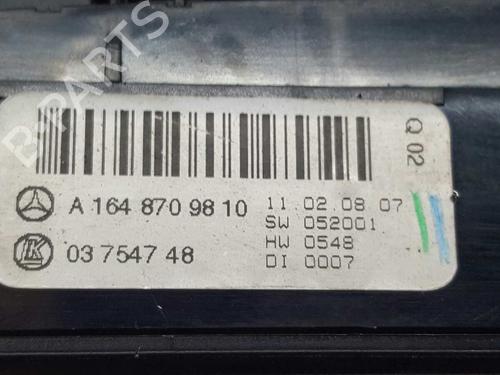 B-PARTS
Q 02
A 164 870 98 10
11.02.08 07
SW 052001
HW 0548
DI 0007
LK
03 7547 48